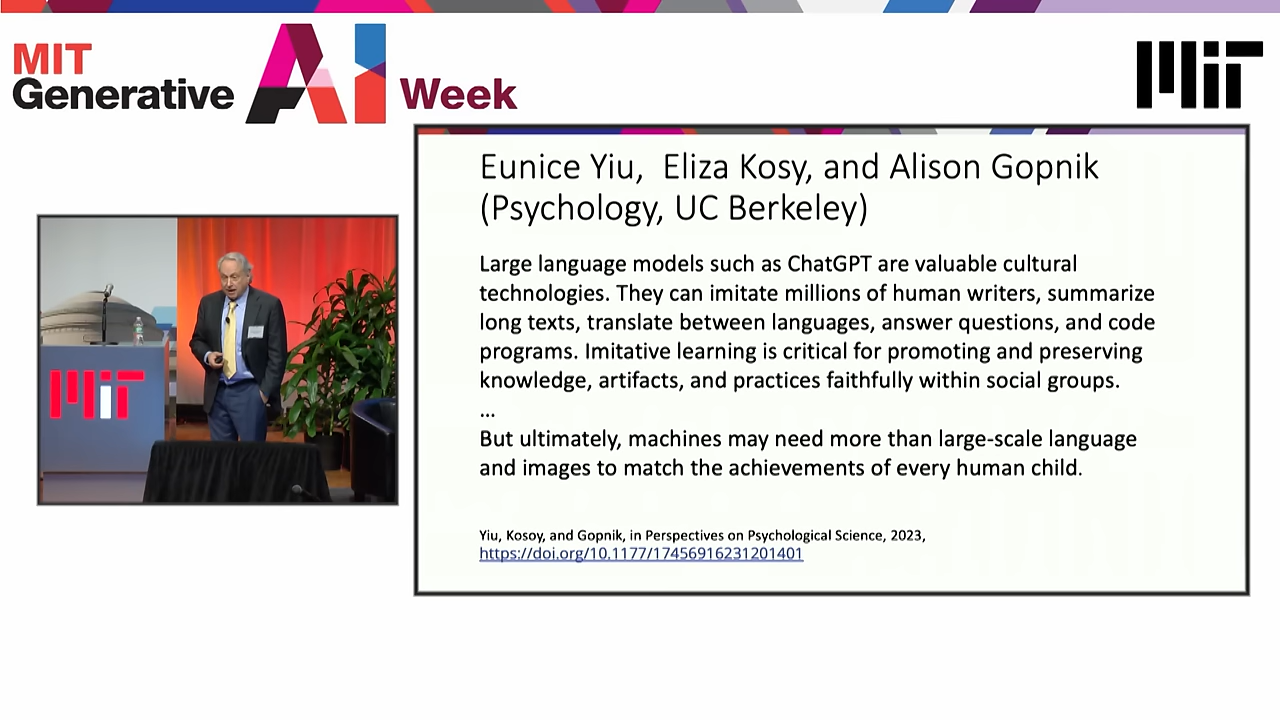 MIT
Generative
AI
Week
MIT
Eunice Yiu,  Eliza Kosy, and Alison Gopnik
(Psychology, UC Berkeley)
Large language models such as ChatGPT are valuable cultural
technologies. They can imitate millions of human writers, summarize
long texts, translate between languages, answer questions, and code
programs. Imitative learning is critical for promoting and preserving
knowledge, artifacts, and practices faithfully within social groups.
...
But ultimately, machines may need more than large-scale language
and images to match the achievements of every human child.
Yiu, Kosoy, and Gopnik, in Perspectives on Psychological Science, 2023,
https://doi.org/10.1177/17456916231201401
MIT